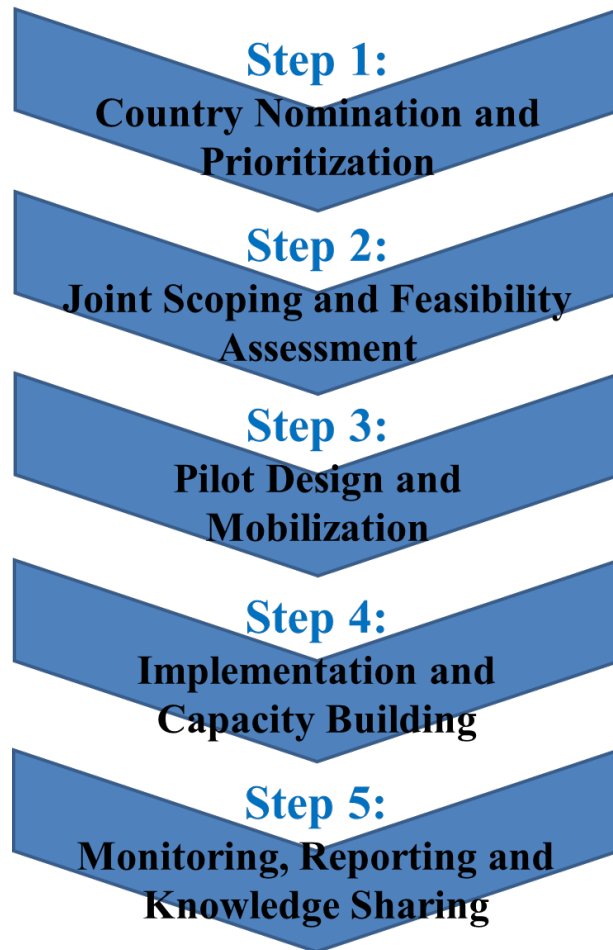 Step 1:
Country Nomination and
Prioritization
Step 2:
Joint Scoping and Feasibility
Assessment
Step 3:
Pilot Design and
Mobilization
Step 4:
Implementation and
Capacity Building
Step 5:
Monitoring, Reporting and
Knowledge Sharing